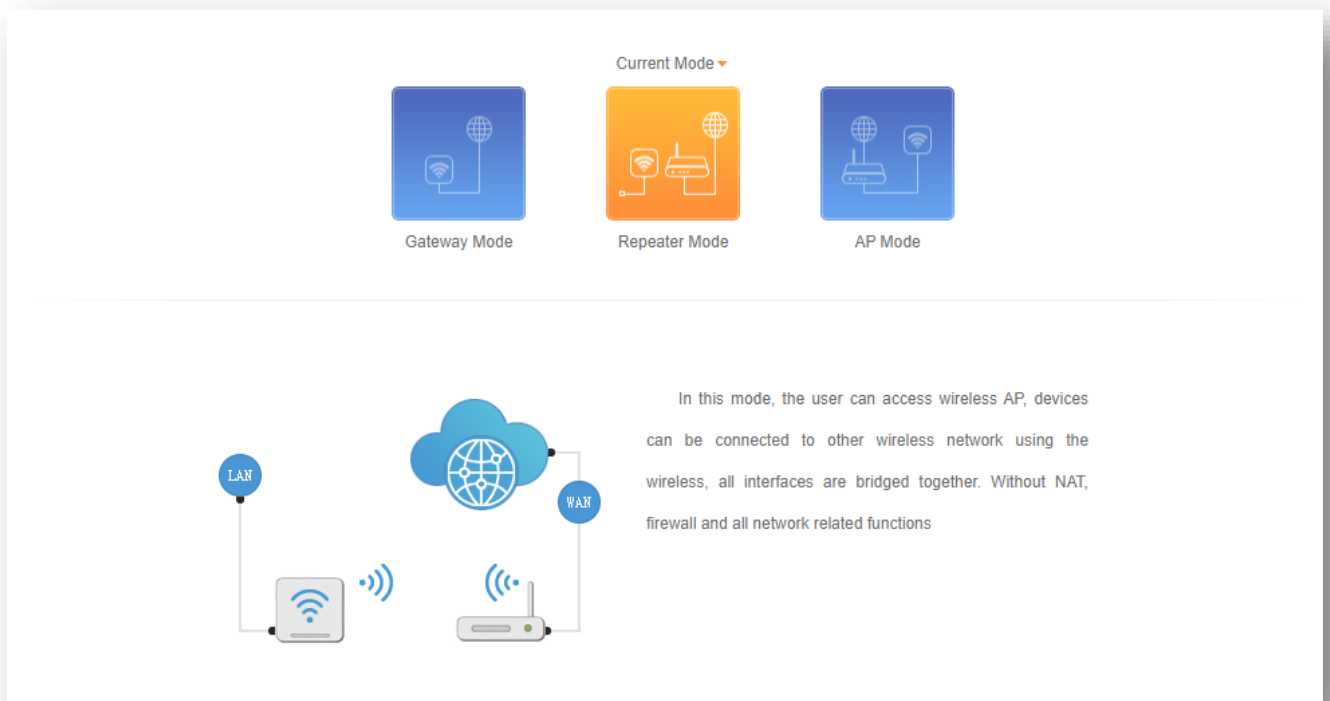 Current Mode
Gateway Mode
Repeater Mode
AP Mode
In this mode, the user can access wireless AP, devices
can be connected to other wireless network using the
wireless, all interfaces are bridged together. Without NAT,
firewall and all network related functions
LAN
WAN